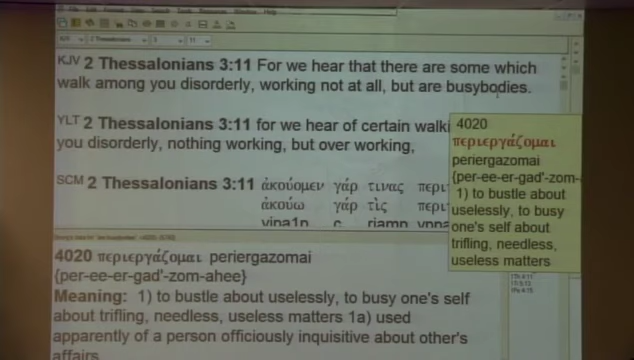 KJV 2 Thessalonians 3:11 For we hear that there are some which
walk among you disorderly, working not at all, but are busybodies.
YLT 2 Thessalonians 3:11 for we hear of certain walki
you disorderly, nothing working, but over working,
SCM 2 Thessalonians 3:11 ἀκούομεν γάρ τινας περι
ἀκούω γάρ τὶς περι
vipa1p c riapmn
4020
περιεργάζομαι
periergazomai
{per-ee-er-gad'-zom-
1) to bustle about
uselessly, to busy
one's self about
trifling, needless,
useless matters
4020 περιεργάζομαι periergazomai
{per-ee-er-gad'-zom-ahee}
Meaning: 1) to bustle about uselessly, to busy one's self
about trifling, needless, useless matters 1a) used
apparently of a person officiously inquisitive about other's
affairs